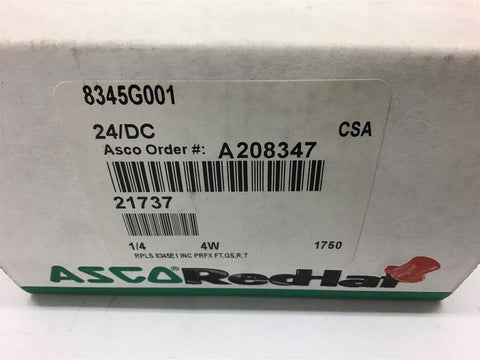 8345G001
24/DC CSA
Asco Order #: A208347
21737
1/4 4W 1750
RPLS 8345E1 INC PRFX FT,GS,R,T
ASCO® RedHat